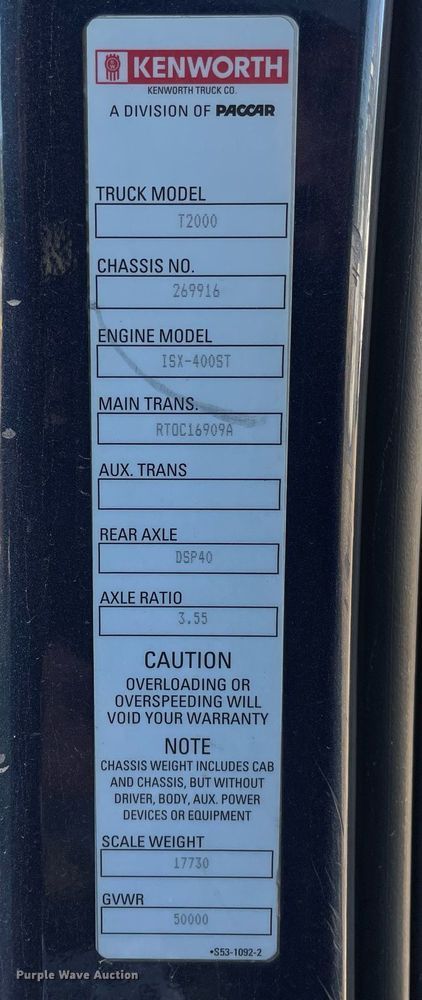 KENWORTH
KENWORTH TRUCK CO.
A DIVISION OF PACCAR
TRUCK MODEL
T2000
CHASSIS NO.
269916
ENGINE MODEL
ISX-400ST
MAIN TRANS.
RTOC16909A
AUX. TRANS
REAR AXLE
DSP40
AXLE RATIO
3.55
CAUTION
OVERLOADING OR
OVERSPEEDING WILL
VOID YOUR WARRANTY
NOTE
CHASSIS WEIGHT INCLUDES CAB
AND CHASSIS, BUT WITHOUT
DRIVER, BODY, AUX. POWER
DEVICES OR EQUIPMENT
SCALE WEIGHT
17730
GVWR
50000
•S53-1092-2
Purple Wave Auction